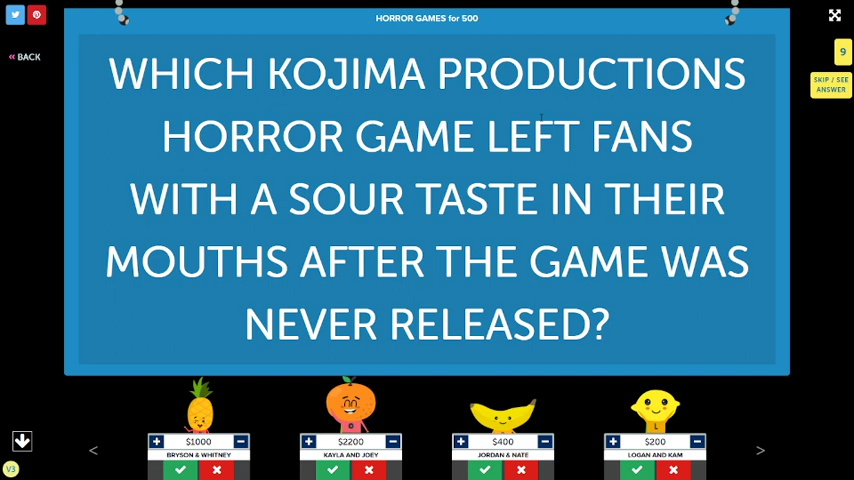 HORROR GAMES for 500
« BACK
9
SKIP / SEE
ANSWER
WHICH KOJIMA PRODUCTIONS
HORROR GAME LEFT FANS
WITH A SOUR TASTE IN THEIR
MOUTHS AFTER THE GAME WAS
NEVER RELEASED?
+ $1000 −
BRYSON & WHITNEY
+ $2200 −
KAYLA AND JOEY
+ $400 −
JORDAN & NATE
L
+ $200 −
LOGAN AND KAM
V3